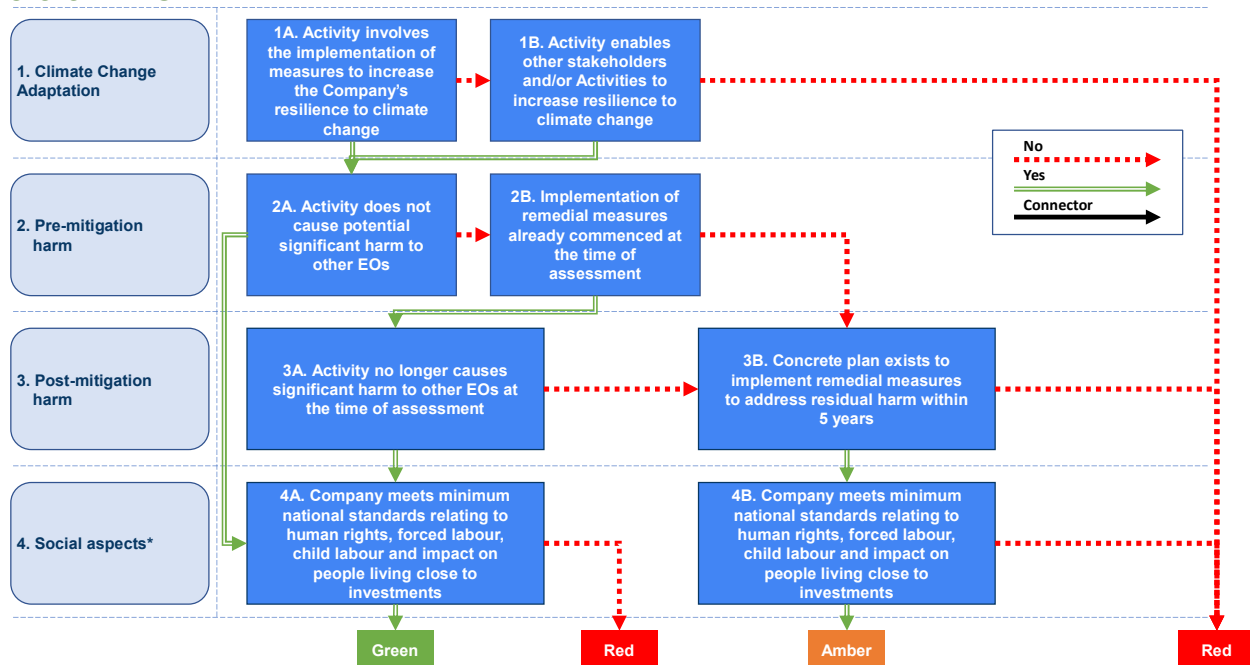 1. Climate Change
Adaptation
1A. Activity involves
the implementation of
measures to increase
the Company's
resilience to climate
change
1B. Activity enables
other stakeholders
and/or Activities to
increase resilience to
climate change
No
Yes
Connector
2. Pre-mitigation
harm
2A. Activity does not
cause potential
significant harm to
other EOs
2B. Implementation of
remedial measures
already commenced at
the time of
assessment
3. Post-mitigation
harm
3A. Activity no longer causes
significant harm to other EOs at
the time of assessment
3B. Concrete plan exists to
implement remedial measures
to address residual harm within
5 years
4. Social aspects*
4A. Company meets minimum
national standards relating to
human rights, forced labour,
child labour and impact on
people living close to
investments
4B. Company meets minimum
national standards relating to
human rights, forced labour,
child labour and impact on
people living close to
investments
Green
Red
Amber
Red